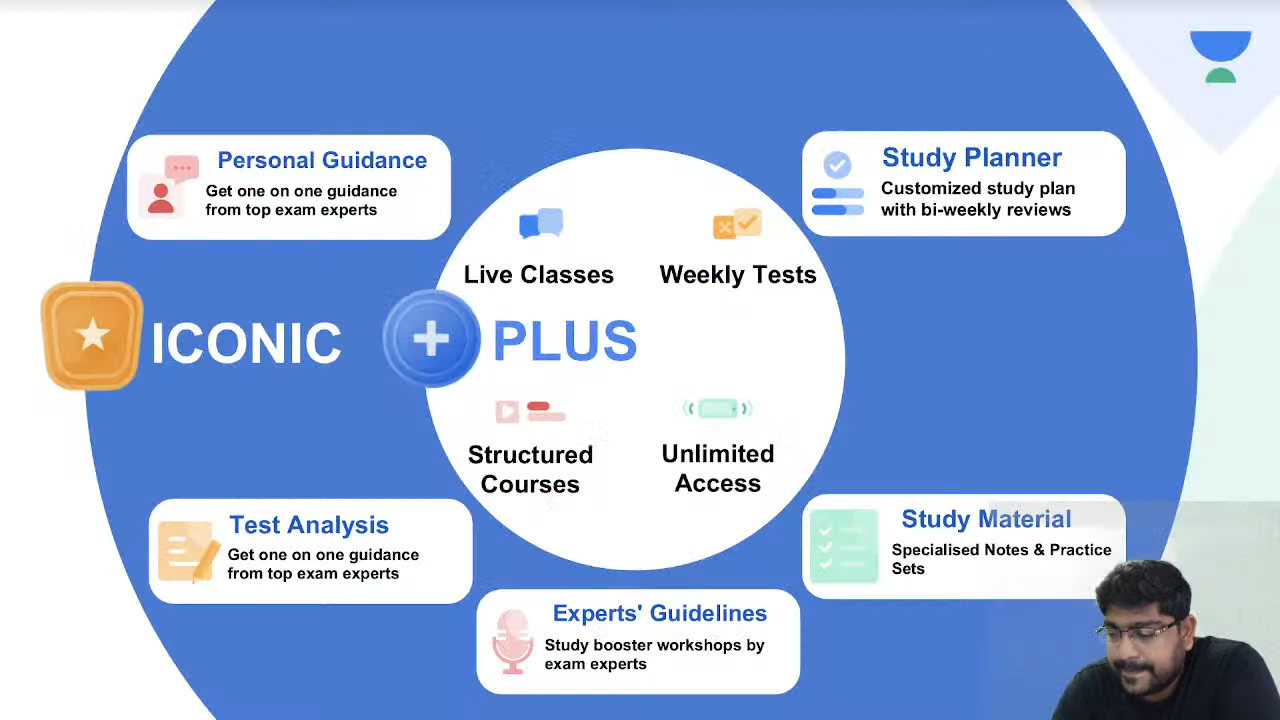 Personal Guidance
Get one on one guidance
from top exam experts
Study Planner
Customized study plan
with bi-weekly reviews
Live Classes
Weekly Tests
ICONIC
PLUS
Structured
Courses
Unlimited
Access
Test Analysis
Get one on one guidance
from top exam experts
Study Material
Specialised Notes & Practice
Sets
Experts' Guidelines
Study booster workshops by
exam experts